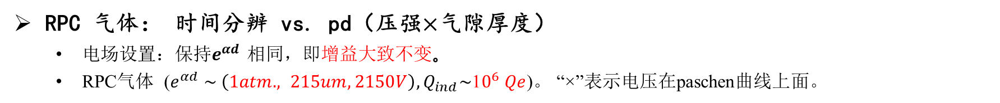 ➢ RPC 气体： 时间分辨 vs. pd（压强×气隙厚度）
• 电场设置：保持e^{αd} 相同，即增益大致不变。
• RPC气体 (e^{αd} ~ (1atm., 215um, 2150V), Q_{ind}~10^6 Qe)。 “×”表示电压在paschen曲线上面。